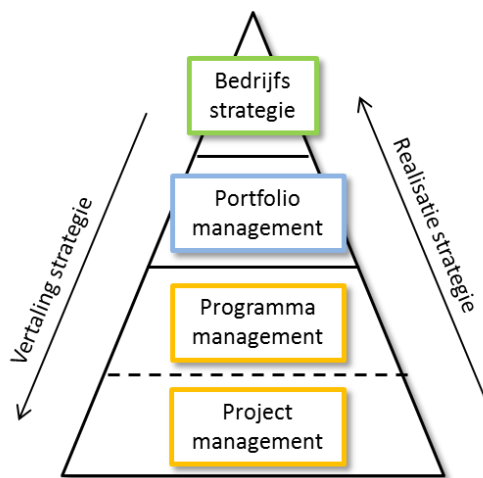 Bedrijfs
strategie
Portfolio
management
Programma
management
Project
management
Vertaling strategie
Realisatie strategie